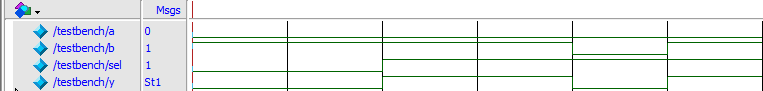 Msgs
/testbench/a 0
/testbench/b 1
/testbench/sel 1
/testbench/y St1